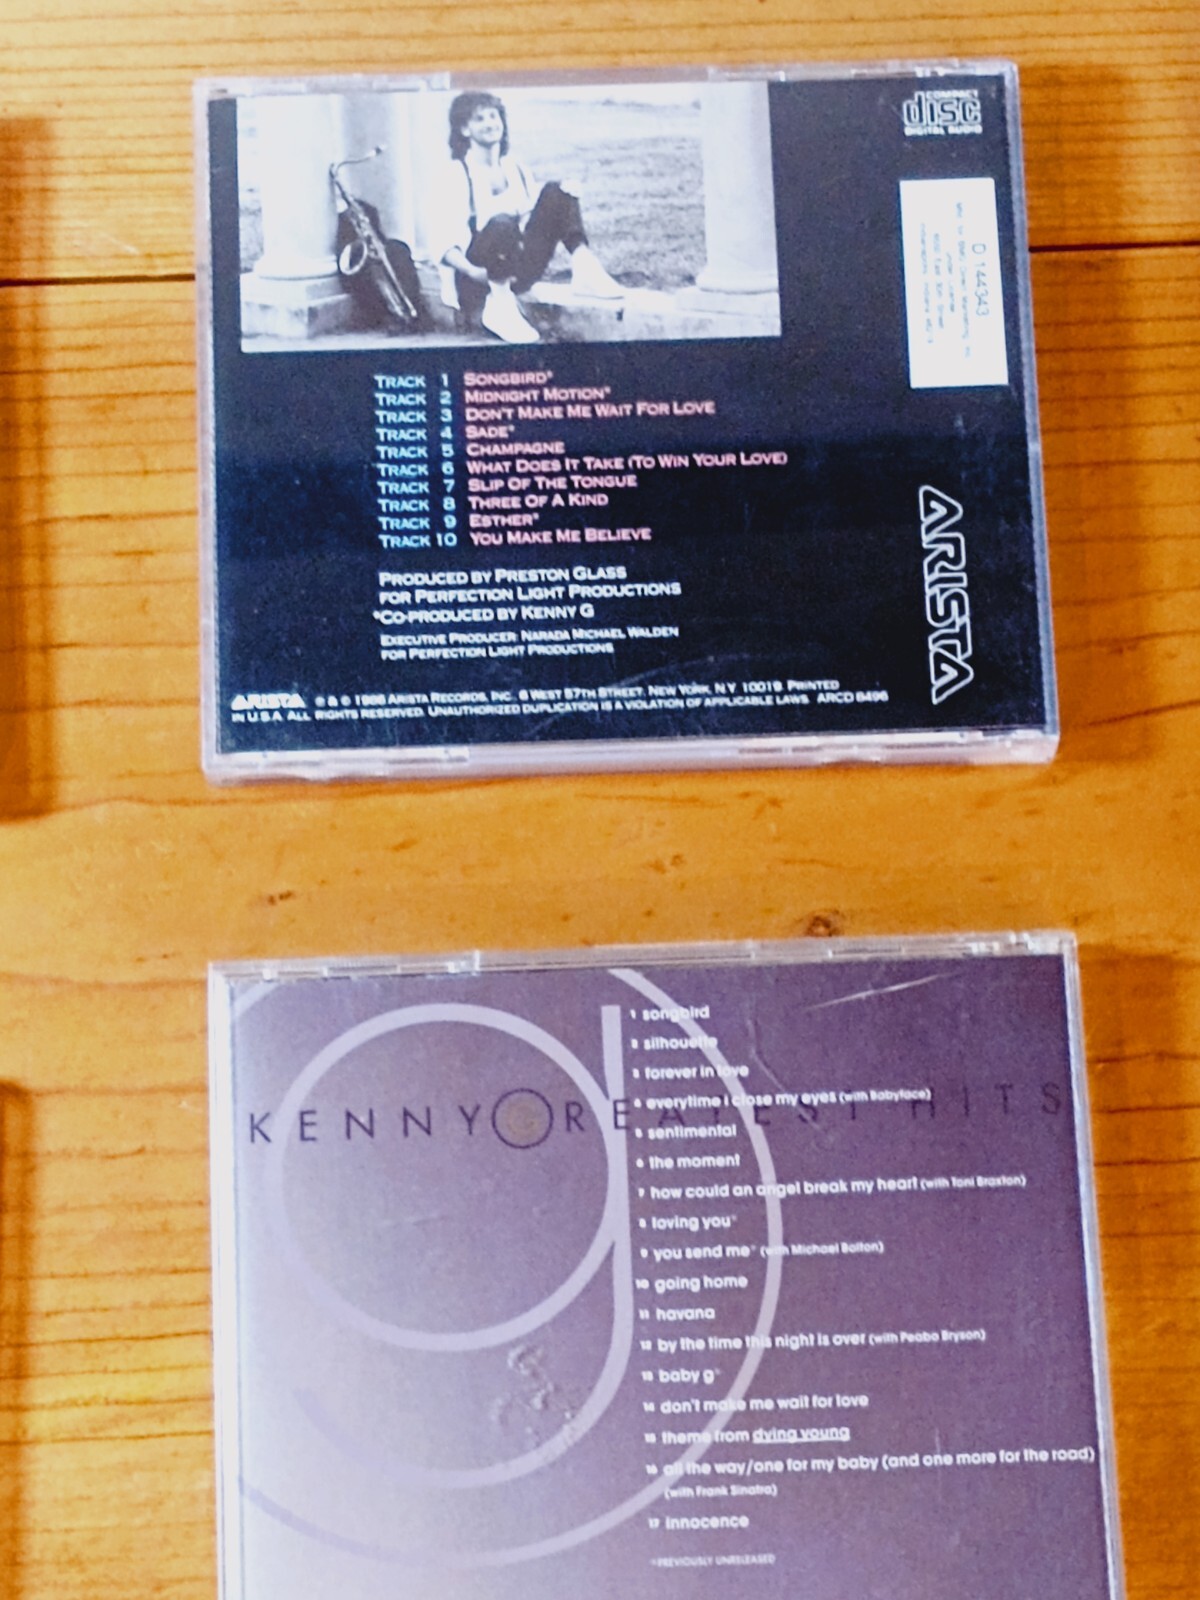 COMPACT
disc
DIGITAL AUDIO
D 144343
TRACK 1 SONGBIRD*
TRACK 2 MIDNIGHT MOTION*
TRACK 3 DON'T MAKE ME WAIT FOR LOVE
TRACK 4 SADE*
TRACK 5 CHAMPAGNE
TRACK 6 WHAT DOES IT TAKE (TO WIN YOUR LOVE)
TRACK 7 SLIP OF THE TONGUE
TRACK 8 THREE OF A KIND
TRACK 9 ESTHER*
TRACK 10 YOU MAKE ME BELIEVE
PRODUCED BY PRESTON GLASS
FOR PERFECTION LIGHT PRODUCTIONS
*CO-PRODUCED BY KENNY G
EXECUTIVE PRODUCER: NARADA MICHAEL WALDEN
FOR PERFECTION LIGHT PRODUCTIONS
ARISTA
ARISTA ℗ & © 1986 ARISTA RECORDS, INC. 6 WEST 57TH STREET. NEW YORK, N.Y. 10019. PRINTED
IN U.S.A. ALL RIGHTS RESERVED. UNAUTHORIZED DUPLICATION IS A VIOLATION OF APPLICABLE LAWS. ARCD 8496
KENNY GREATEST HITS
1 songbird
2 silhouette
3 forever in love
4 everytime i close my eyes (with Babyface)
5 sentimental
6 the moment
7 how could an angel break my heart (with Toni Braxton)
8 loving you*
9 you send me* (with Michael Bolton)
10 going home
11 havana
12 by the time this night is over (with Peabo Bryson)
13 baby g*
14 don't make me wait for love
15 theme from dying young
16 all the way/one for my baby (and one more for the road)
(with Frank Sinatra)
17 innocence
*PREVIOUSLY UNRELEASED